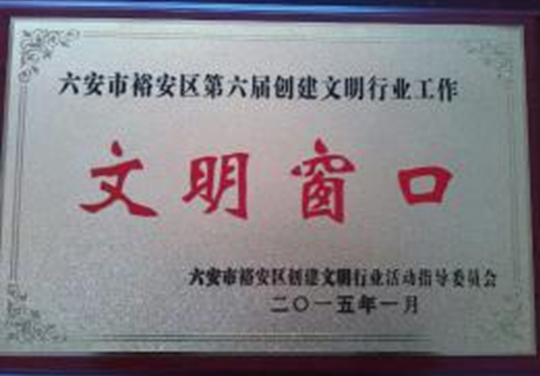 六安市裕安区第六届创建文明行业工作
文明窗口
六安市裕安区创建文明行业活动指导委员会
二〇一五年一月